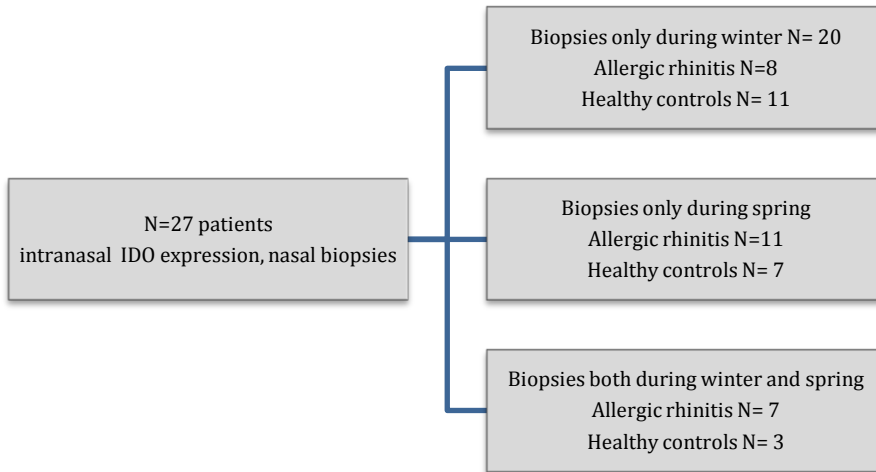 Biopsies only during winter N= 20
Allergic rhinitis N=8
Healthy controls N= 11
N=27 patients
intranasal IDO expression, nasal biopsies
Biopsies only during spring
Allergic rhinitis N=11
Healthy controls N= 7
Biopsies both during winter and spring
Allergic rhinitis N= 7
Healthy controls N= 3